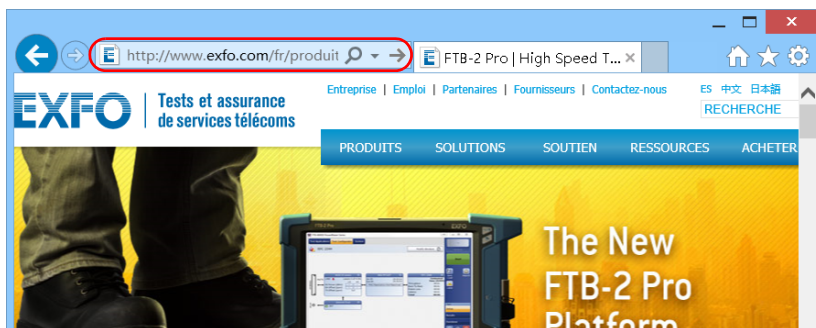 http://www.exfo.com/fr/produit
FTB-2 Pro | High Speed T...
EXFO
Tests et assurance
de services télécoms
Entreprise | Emploi | Partenaires | Fournisseurs | Contactez-nous
ES 中文 日本語
RECHERCHE
PRODUITS SOLUTIONS SOUTIEN RESSOURCES ACHETER
EXFO
The New
FTB-2 Pro
Platform